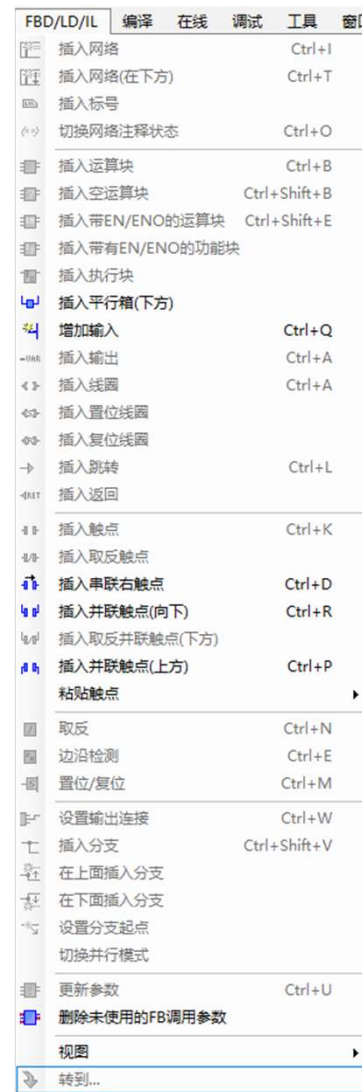 FBD/LD/IL 编译 在线 调试 工具
插入网络 Ctrl+I
插入网络(在下方) Ctrl+T
插入标号
切换网络注释状态 Ctrl+O
插入运算块 Ctrl+B
插入空运算块 Ctrl+Shift+B
插入带EN/ENO的运算块 Ctrl+Shift+E
插入带有EN/ENO的功能块
插入执行块
插入平行箱(下方)
增加输入 Ctrl+Q
插入输出 Ctrl+A
插入线圈 Ctrl+A
插入置位线圈
插入复位线圈
插入跳转 Ctrl+L
插入返回
插入触点 Ctrl+K
插入取反触点
插入串联右触点 Ctrl+D
插入并联触点(向下) Ctrl+R
插入取反并联触点(下方)
插入并联触点(上方) Ctrl+P
粘贴触点
取反 Ctrl+N
边沿检测 Ctrl+E
置位/复位 Ctrl+M
设置输出连接 Ctrl+W
插入分支 Ctrl+Shift+V
在上面插入分支
在下面插入分支
设置分支起点
切换并行模式
更新参数 Ctrl+U
删除未使用的FB调用参数
视图
转到...